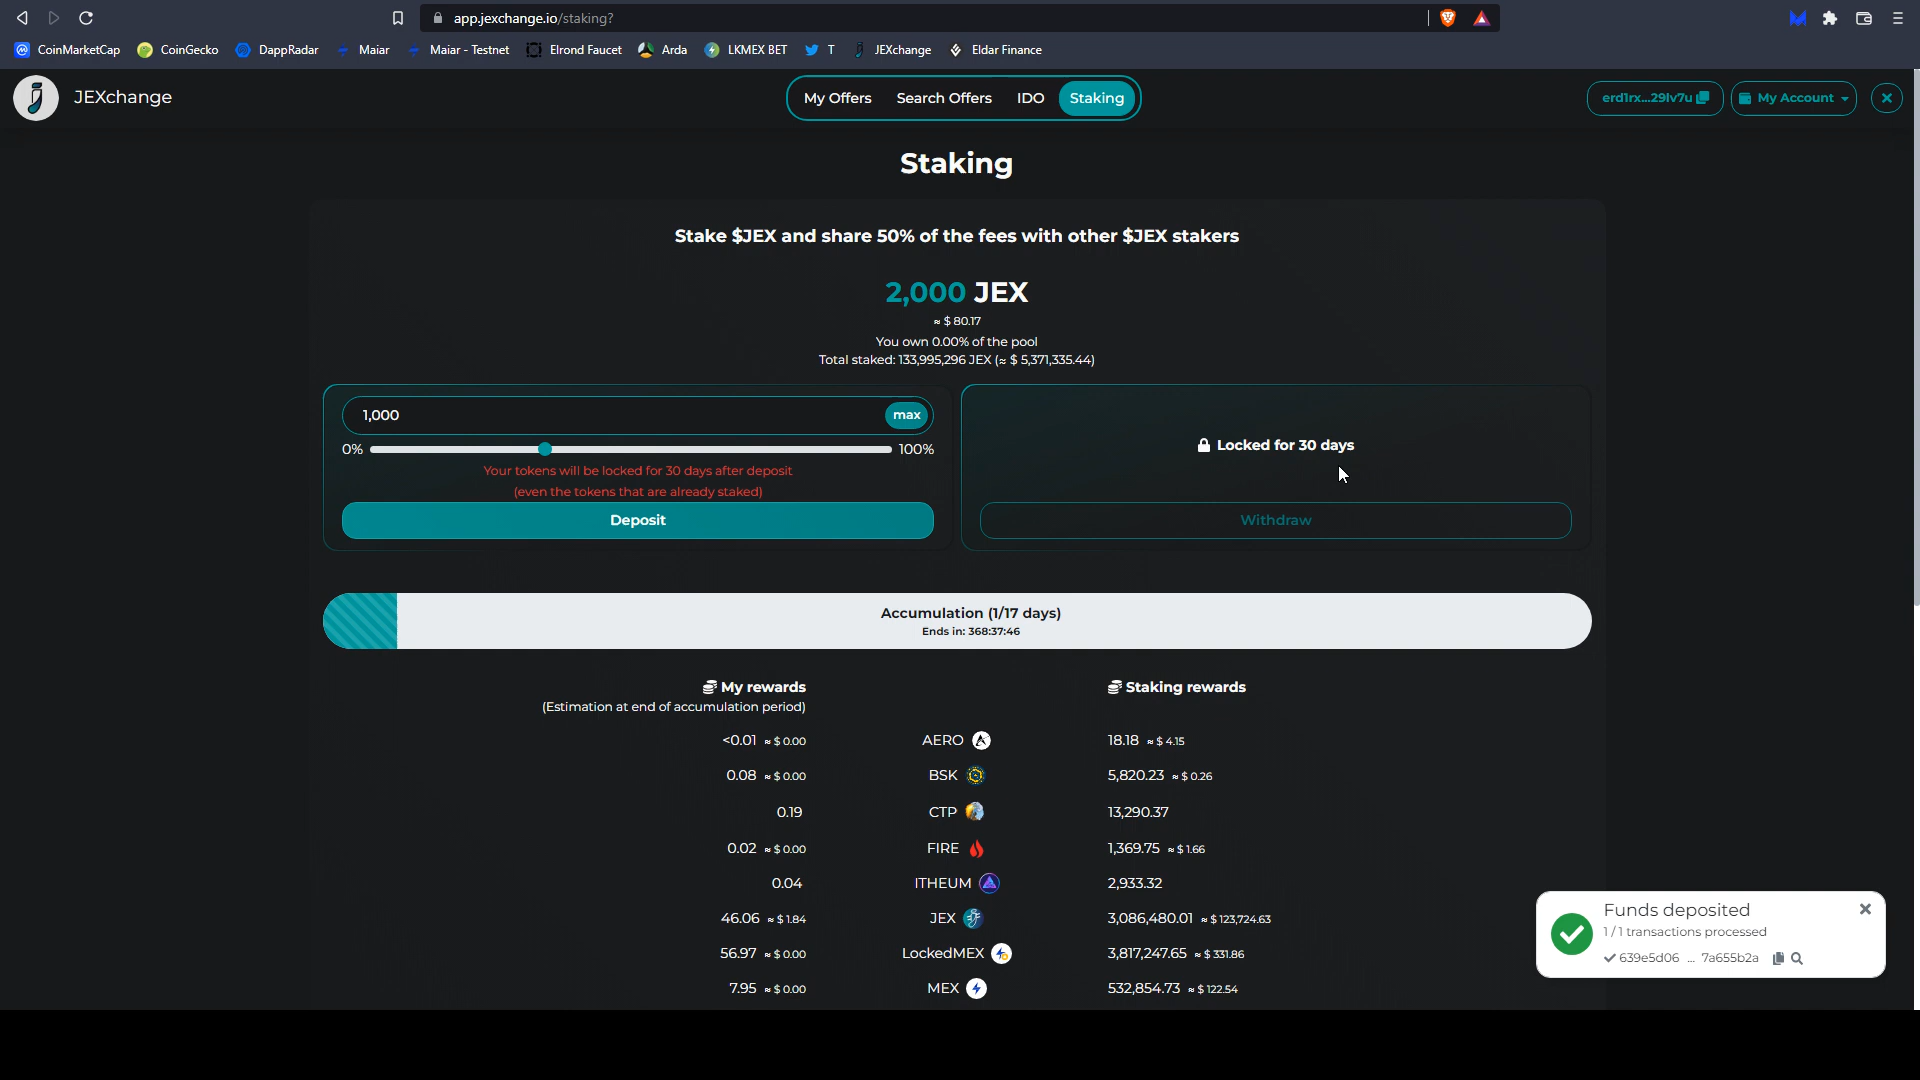 app.jexchange.io/staking?
CoinMarketCap
CoinGecko
DappRadar
Maiar
Maiar - Testnet
Elrond Faucet
Arda
LKMEX BET
T
JEXchange
Eldar Finance
JEXchange
My Offers
Search Offers
IDO
Staking
erd1rx...29lv7u
My Account
Staking
Stake $JEX and share 50% of the fees with other $JEX stakers
2,000 JEX
≈ $ 80.17
You own 0.00% of the pool
Total staked: 133,995,296 JEX (≈ $ 5,371,335.44)
1,000
max
0%
100%
Your tokens will be locked for 30 days after deposit
(even the tokens that are already staked)
Deposit
Locked for 30 days
Withdraw
Accumulation (1/17 days)
Ends in: 368:37:46
My rewards
(Estimation at end of accumulation period)
Staking rewards
<0.01 ≈ $ 0.00 AERO 18.18 ≈ $ 4.15
0.08 ≈ $ 0.00 BSK 5,820.23 ≈ $ 0.26
0.19 CTP 13,290.37
0.02 ≈ $ 0.00 FIRE 1,369.75 ≈ $ 1.66
0.04 ITHEUM 2,933.32
46.06 ≈ $ 1.84 JEX 3,086,480.01 ≈ $ 123,724.63
56.97 ≈ $ 0.00 LockedMEX 3,817,247.65 ≈ $ 331.86
7.95 ≈ $ 0.00 MEX 532,854.73 ≈ $ 122.54
Funds deposited
1 / 1 transactions processed
639e5d06 ... 7a655b2a